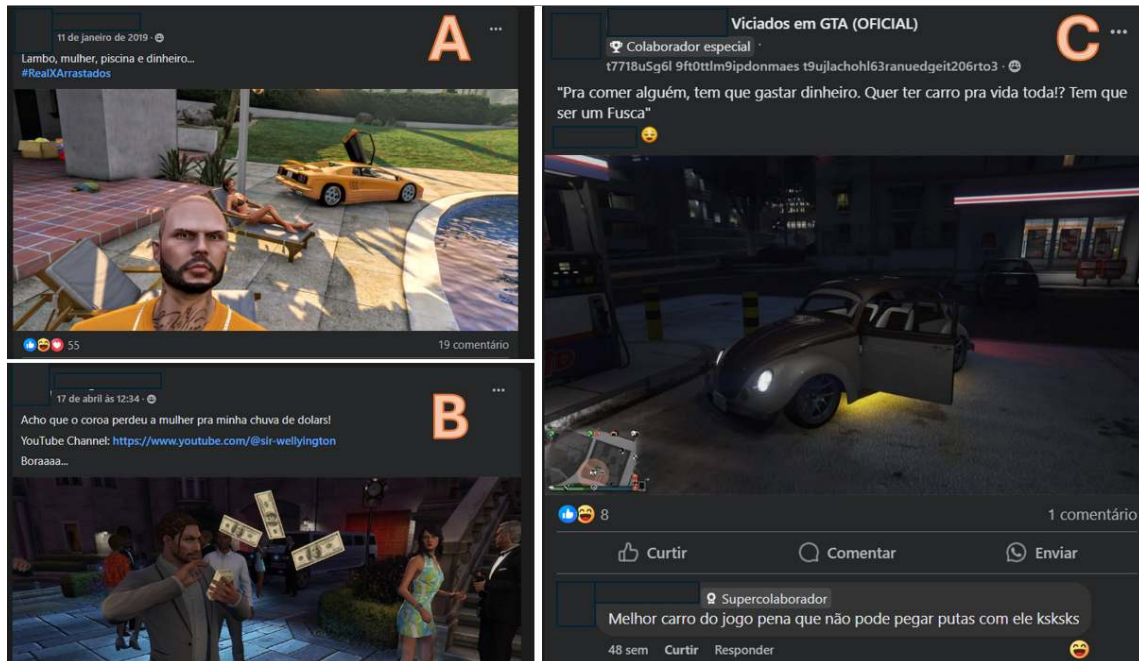 A
11 de janeiro de 2019 ·
Lambo, mulher, piscina e dinheiro...
#RealXArrastados
55
19 comentário
B
17 de abril às 12:34 ·
Acho que o coroa perdeu a mulher pra minha chuva de dolars!
YouTube Channel: https://www.youtube.com/@sir-wellyington
Boraaaa...
C
Viciados em GTA (OFICIAL)
Colaborador especial ·
t7718uSg6l 9ft0ttlm9ipdonmaes t9ujlachohl63ranuedgeit206rto3 ·
"Pra comer alguém, tem que gastar dinheiro. Quer ter carro pra vida toda!? Tem que
ser um Fusca"
8
1 comentário
Curtir
Comentar
Enviar
Supercolaborador
Melhor carro do jogo pena que não pode pegar putas com ele ksksks
48 sem Curtir Responder